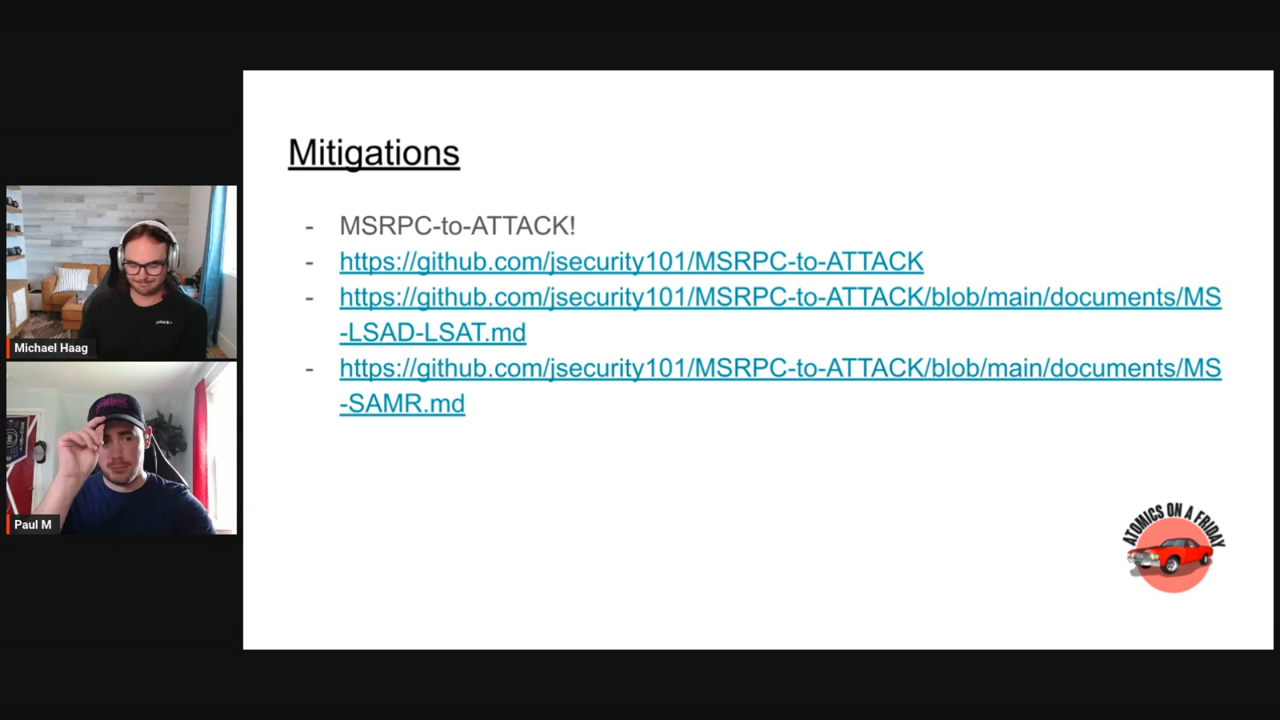 Mitigations
- MSRPC-to-ATTACK!
- https://github.com/jsecurity101/MSRPC-to-ATTACK
- https://github.com/jsecurity101/MSRPC-to-ATTACK/blob/main/documents/MS
-LSAD-LSAT.md
- https://github.com/jsecurity101/MSRPC-to-ATTACK/blob/main/documents/MS
-SAMR.md
Michael Haag
Paul M
ATOMICS ON A FRIDAY